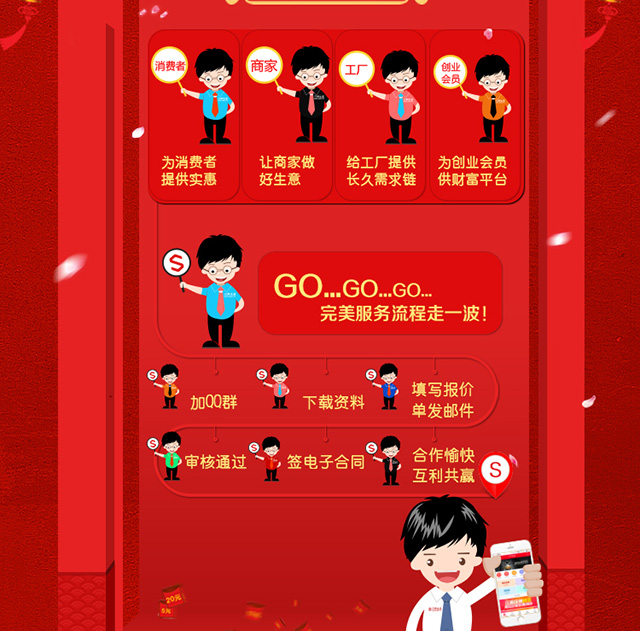 消费者
商家
工厂
创业
会员
为消费者
提供实惠
让商家做
好生意
给工厂提供
长久需求链
为创业会员
供财富平台
S
GO...GO...GO...
完美服务流程走一波!
S
加QQ群
S
下载资料
S
填写报价
单发邮件
S
审核通过
S
签电子合同
S
合作愉快
互利共赢
S
20元